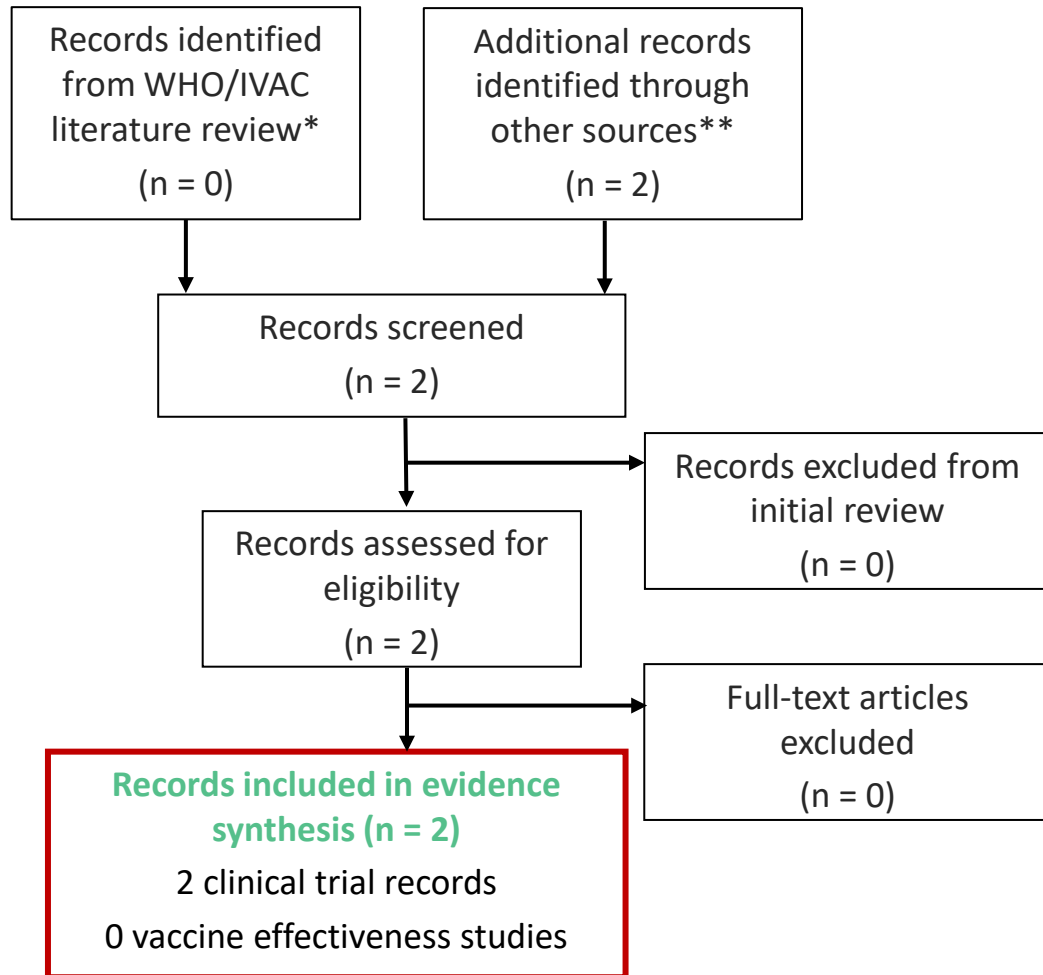 Records identified
from WHO/IVAC
literature review*
(n = 0)
Additional records
identified through
other sources**
(n = 2)
Records screened
(n = 2)
Records excluded from
initial review
(n = 0)
Records assessed for
eligibility
(n = 2)
Full-text articles
excluded
(n = 0)
Records included in evidence
synthesis (n = 2)
2 clinical trial records
0 vaccine effectiveness studies